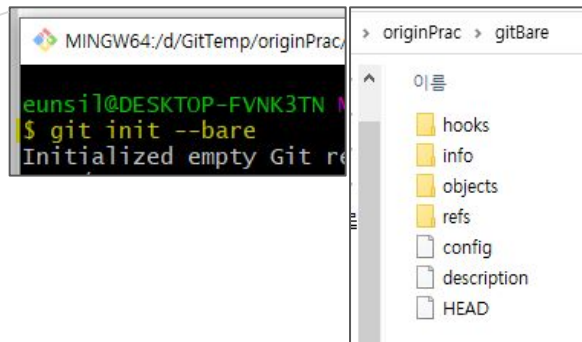 MINGW64:/d/GitTemp/originPrac/
eunsil@DESKTOP-FVNK3TN
$ git init --bare
Initialized empty Git re
originPrac > gitBare
이름
hooks
info
objects
refs
config
description
HEAD